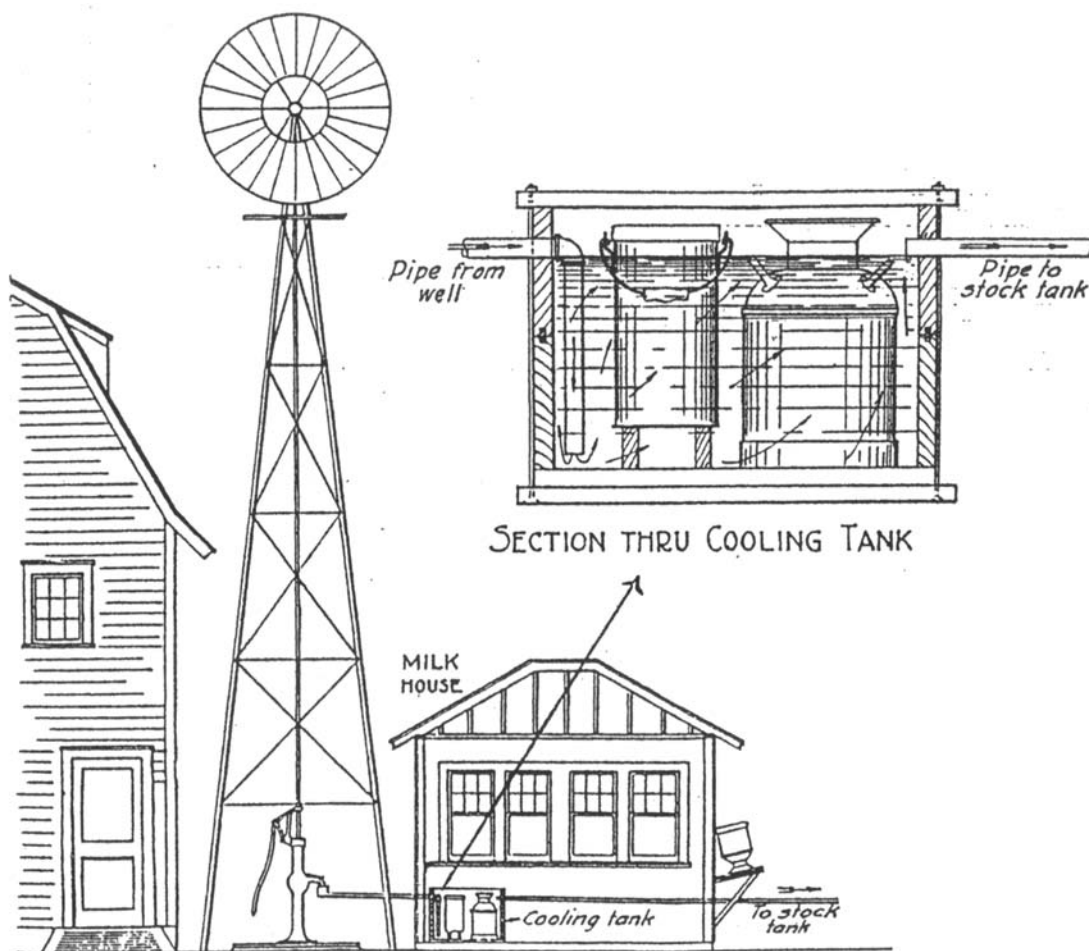 Pipe from
well
Pipe to
stock tank
SECTION THRU COOLING TANK
MILK
HOUSE
Cooling tank
To stock
tank